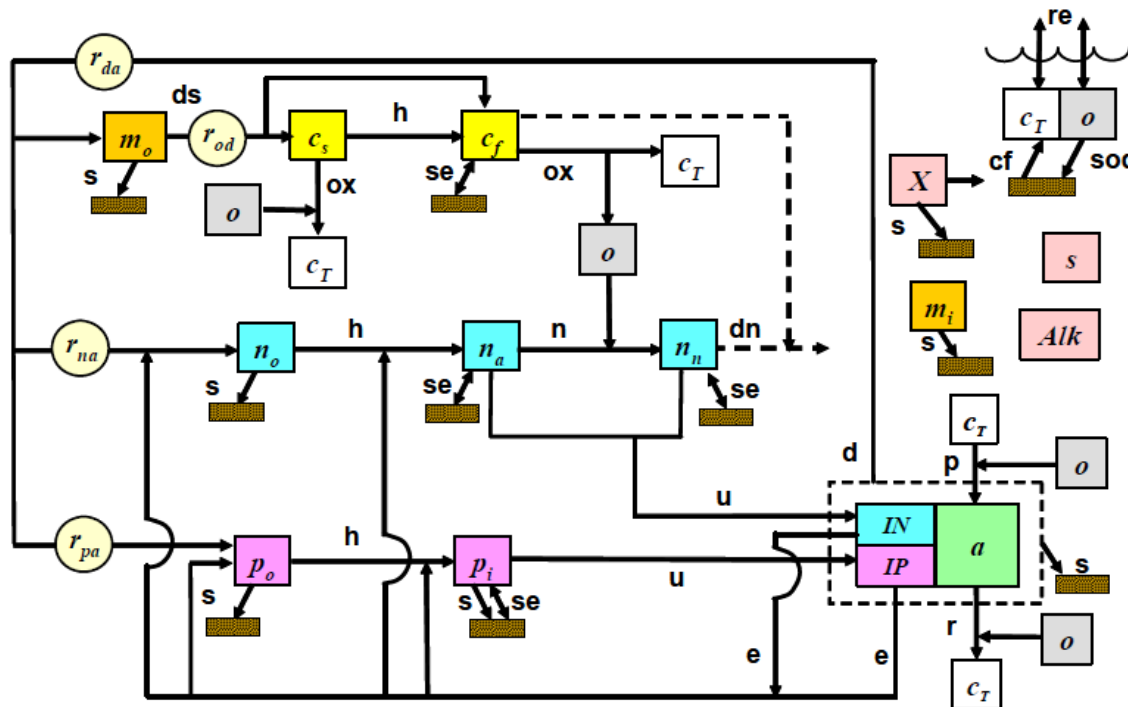 re
r_da
ds
m_o
r_od
c_s
h
c_f
c_T
o
s
ox
se
ox
c_T
X
cf
soc
o
s
c_T
o
s
m_i
Alk
s
r_na
n_o
h
n_a
n
n_n
dn
s
se
se
c_T
d
p
o
u
IN
a
r_pa
p_o
h
p_i
IP
u
s
s
se
s
r
o
e
e
c_T